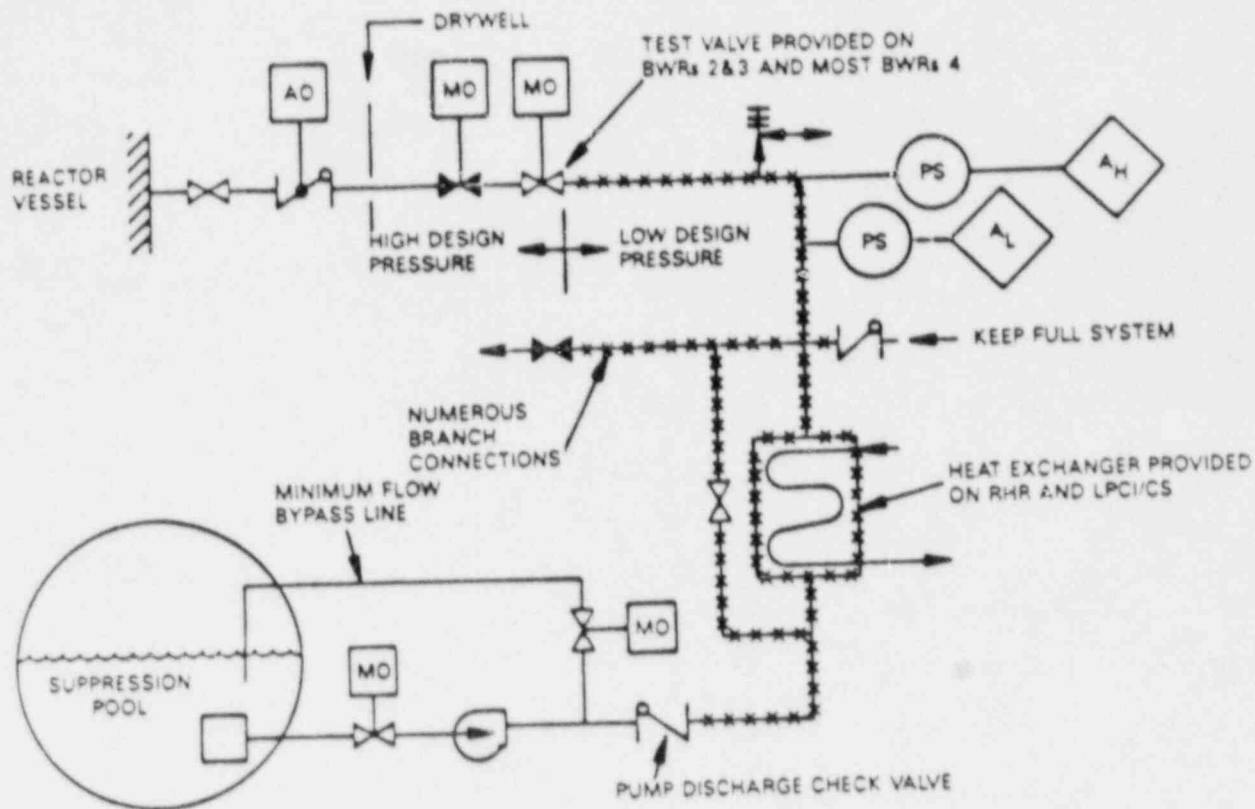 DRYWELL
TEST VALVE PROVIDED ON
BWRs 2&3 AND MOST BWRs 4
AO
MO
MO
REACTOR
VESSEL
PS
A H
HIGH DESIGN
PRESSURE
LOW DESIGN
PRESSURE
PS
A L
KEEP FULL SYSTEM
NUMEROUS
BRANCH
CONNECTIONS
HEAT EXCHANGER PROVIDED
ON RHR AND LPCI/CS
MINIMUM FLOW
BYPASS LINE
MO
SUPPRESSION
POOL
MO
PUMP DISCHARGE CHECK VALVE